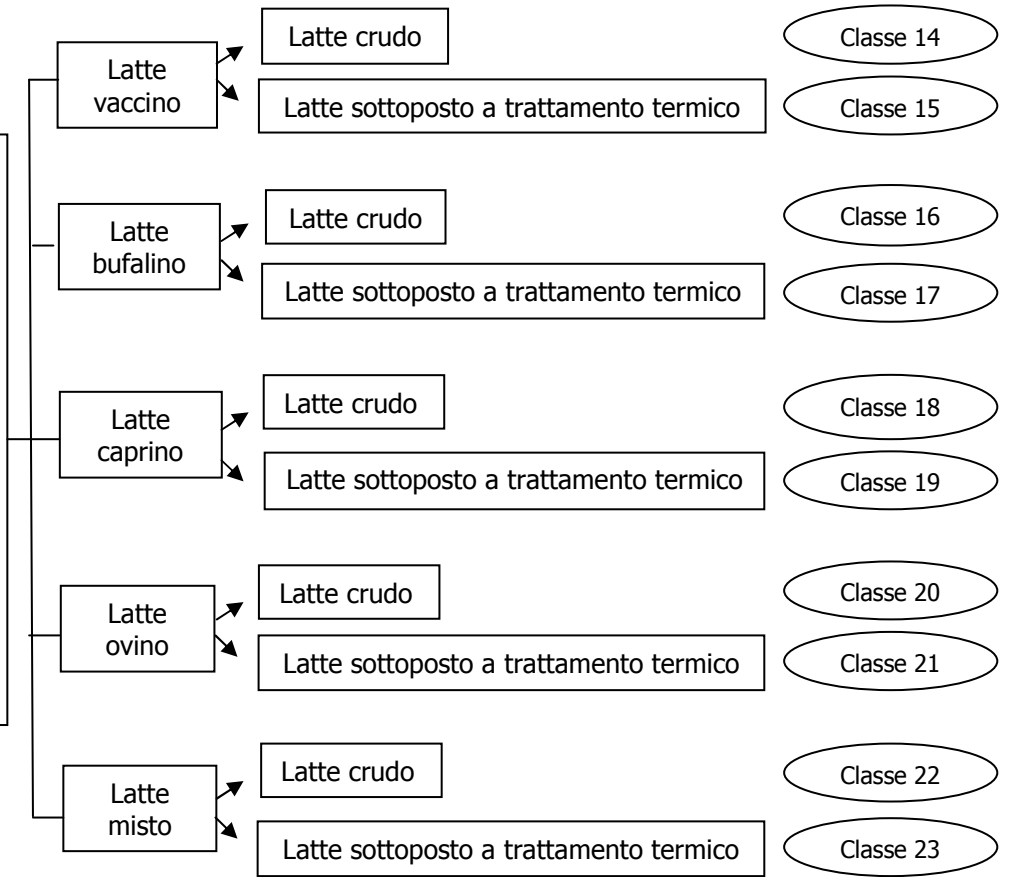 Latte crudo
Classe 14
Latte
vaccino
Latte sottoposto a trattamento termico
Classe 15
Latte crudo
Classe 16
Latte
bufalino
Latte sottoposto a trattamento termico
Classe 17
Latte crudo
Classe 18
Latte
caprino
Latte sottoposto a trattamento termico
Classe 19
Latte crudo
Classe 20
Latte
ovino
Latte sottoposto a trattamento termico
Classe 21
Latte crudo
Classe 22
Latte
misto
Latte sottoposto a trattamento termico
Classe 23